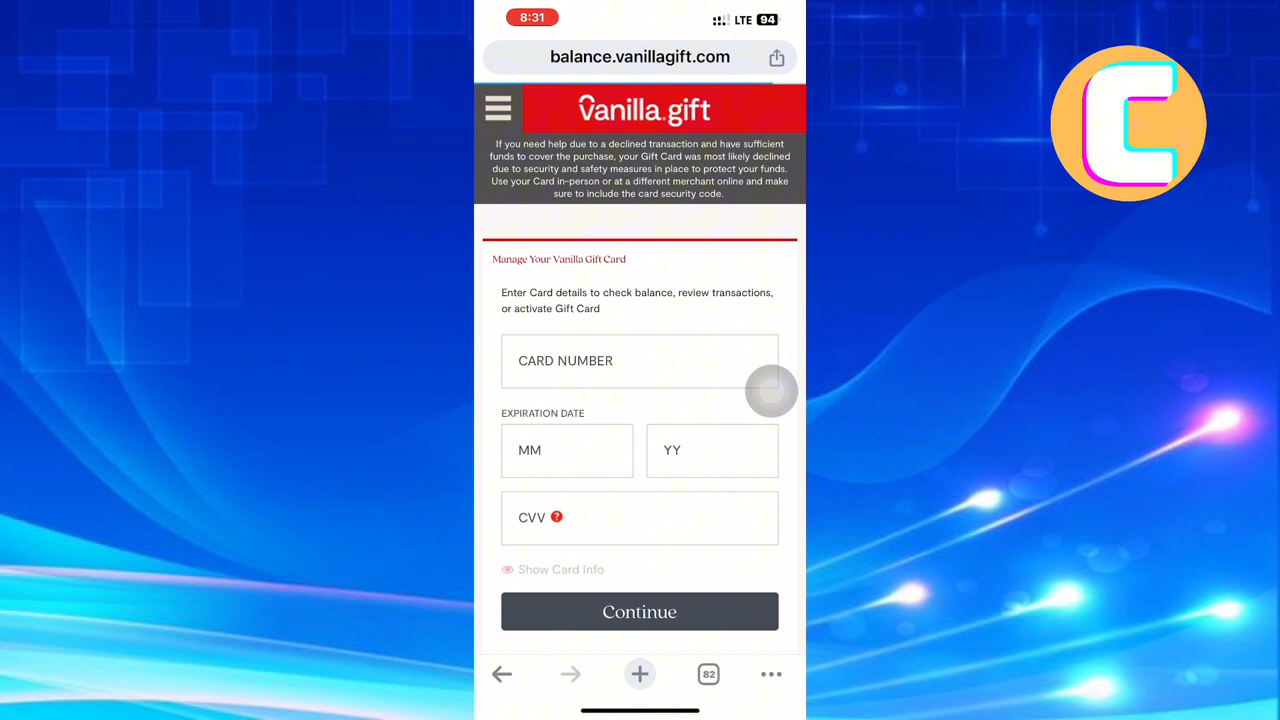 8:31
LTE 94
balance.vanillagift.com
vanilla.gift
If you need help due to a declined transaction and have sufficient
funds to cover the purchase, your Gift Card was most likely declined
due to security and safety measures in place to protect your funds.
Use your Card in-person or at a different merchant online and make
sure to include the card security code.
Manage Your Vanilla Gift Card
Enter Card details to check balance, review transactions,
or activate Gift Card
CARD NUMBER
EXPIRATION DATE
MM YY
CVV ?
Show Card Info
Continue
82
C